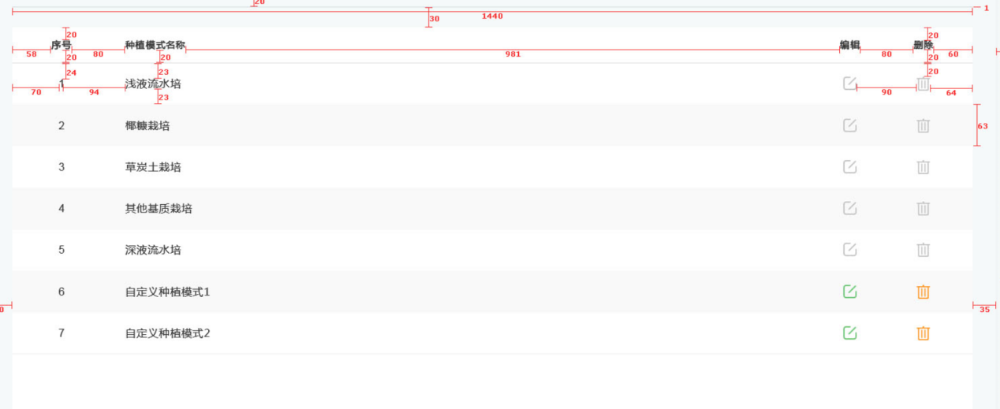 20
1440
1
30
序号 种植模式名称 编辑 删除
20 20
58 80 981 80 60
20 20 20
24 23 20
1 浅液流水培
70 94 90 64
23
2 椰糠栽培
63
3 草炭土栽培
4 其他基质栽培
5 深液流水培
6 自定义种植模式1
0 35
7 自定义种植模式2